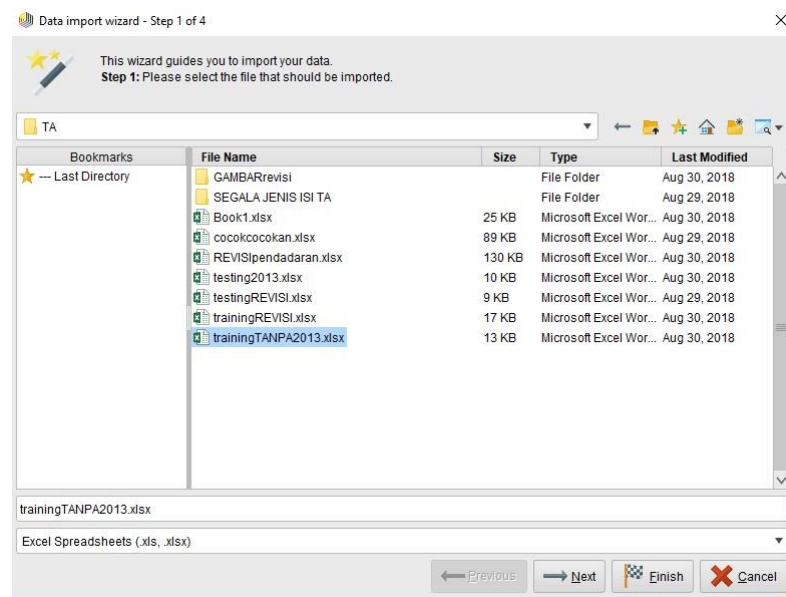 Data import wizard - Step 1 of 4
This wizard guides you to import your data.
Step 1: Please select the file that should be imported.
TA
Bookmarks File Name Size Type Last Modified
--- Last Directory GAMBARrevisi File Folder Aug 30, 2018
SEGALA JENIS ISI TA File Folder Aug 29, 2018
Book1.xlsx 25 KB Microsoft Excel Wor... Aug 30, 2018
cocokcocokan.xlsx 89 KB Microsoft Excel Wor... Aug 29, 2018
REVISIpendadaran.xlsx 130 KB Microsoft Excel Wor... Aug 30, 2018
testing2013.xlsx 10 KB Microsoft Excel Wor... Aug 30, 2018
testingREVISI.xlsx 9 KB Microsoft Excel Wor... Aug 29, 2018
trainingREVISI.xlsx 17 KB Microsoft Excel Wor... Aug 30, 2018
trainingTANPA2013.xlsx 13 KB Microsoft Excel Wor... Aug 30, 2018
trainingTANPA2013.xlsx
Excel Spreadsheets (.xls, .xlsx)
Previous Next Finish Cancel